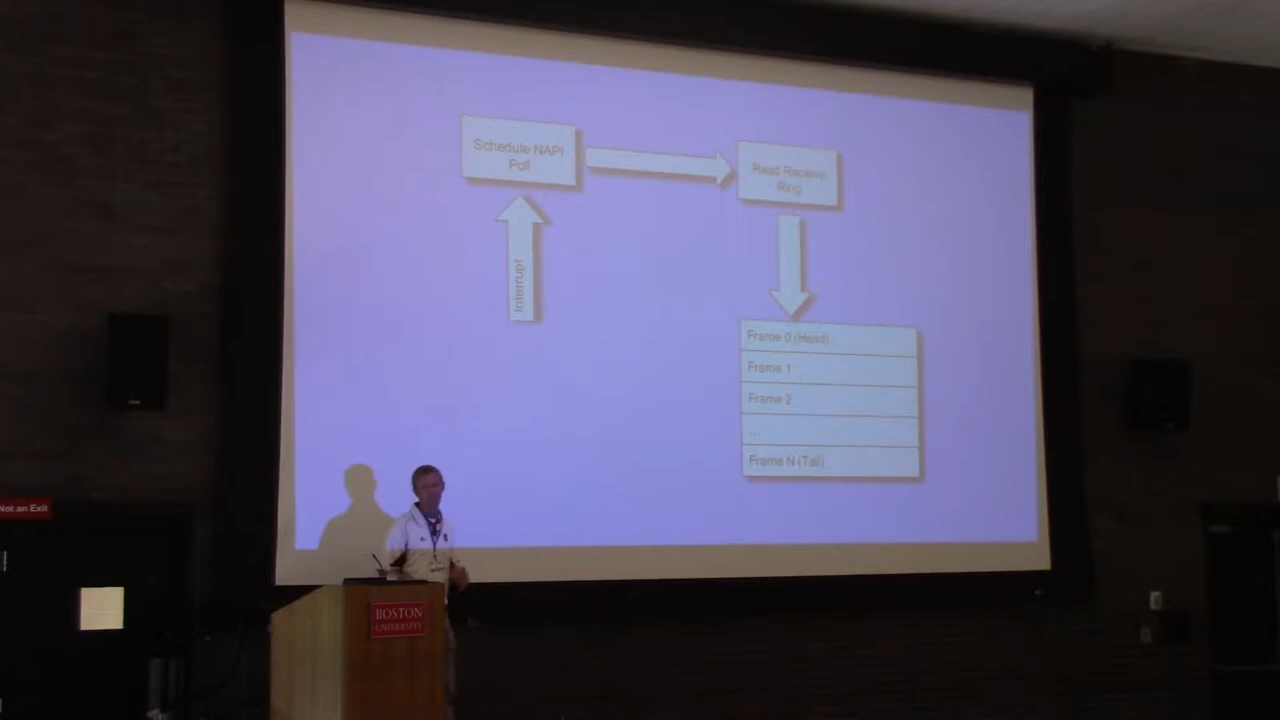 Schedule NAPI
Poll
Read Receive
Ring
Interrupt
Frame 0 (Head)
Frame 1
Frame 2
...
Frame N (Tail)
Not an Exit
BOSTON
UNIVERSITY